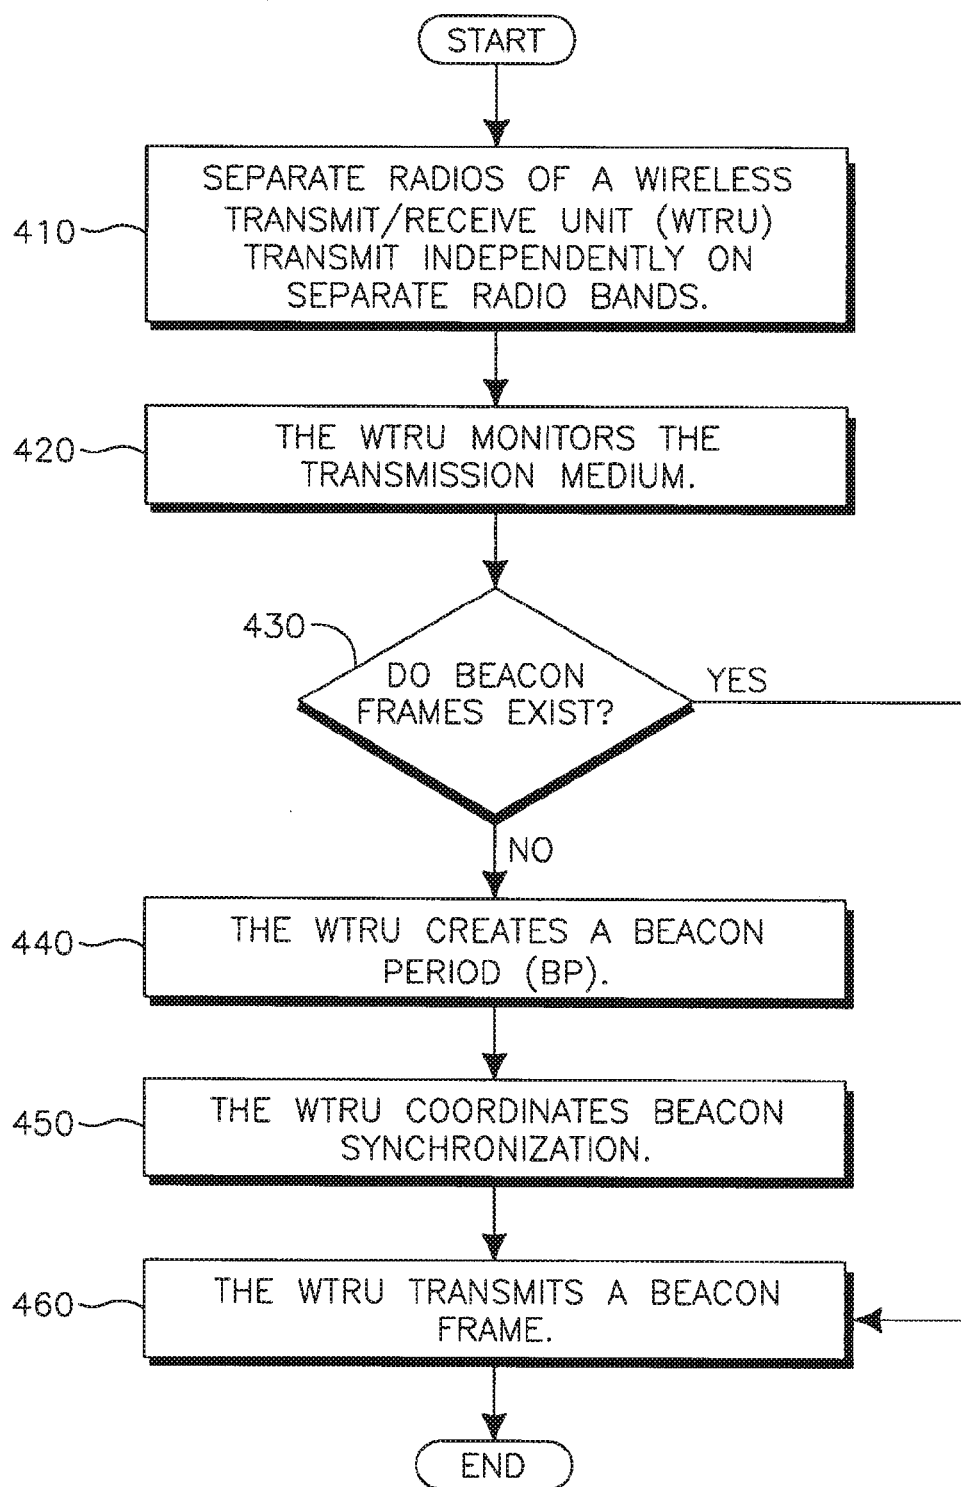 START
410
SEPARATE RADIOS OF A WIRELESS
TRANSMIT/RECEIVE UNIT (WTRU)
TRANSMIT INDEPENDENTLY ON
SEPARATE RADIO BANDS.
420
THE WTRU MONITORS THE
TRANSMISSION MEDIUM.
430
DO BEACON
FRAMES EXIST?
YES
NO
440
THE WTRU CREATES A BEACON
PERIOD (BP).
450
THE WTRU COORDINATES BEACON
SYNCHRONIZATION.
460
THE WTRU TRANSMITS A BEACON
FRAME.
END